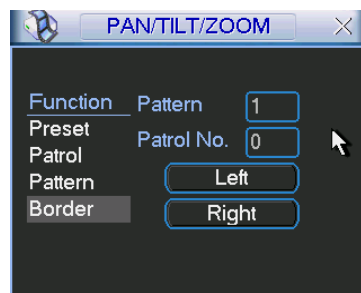 PAN/TILT/ZOOM
Function
Pattern 1
Preset
Patrol No. 0
Patrol
Pattern
Left
Border
Right